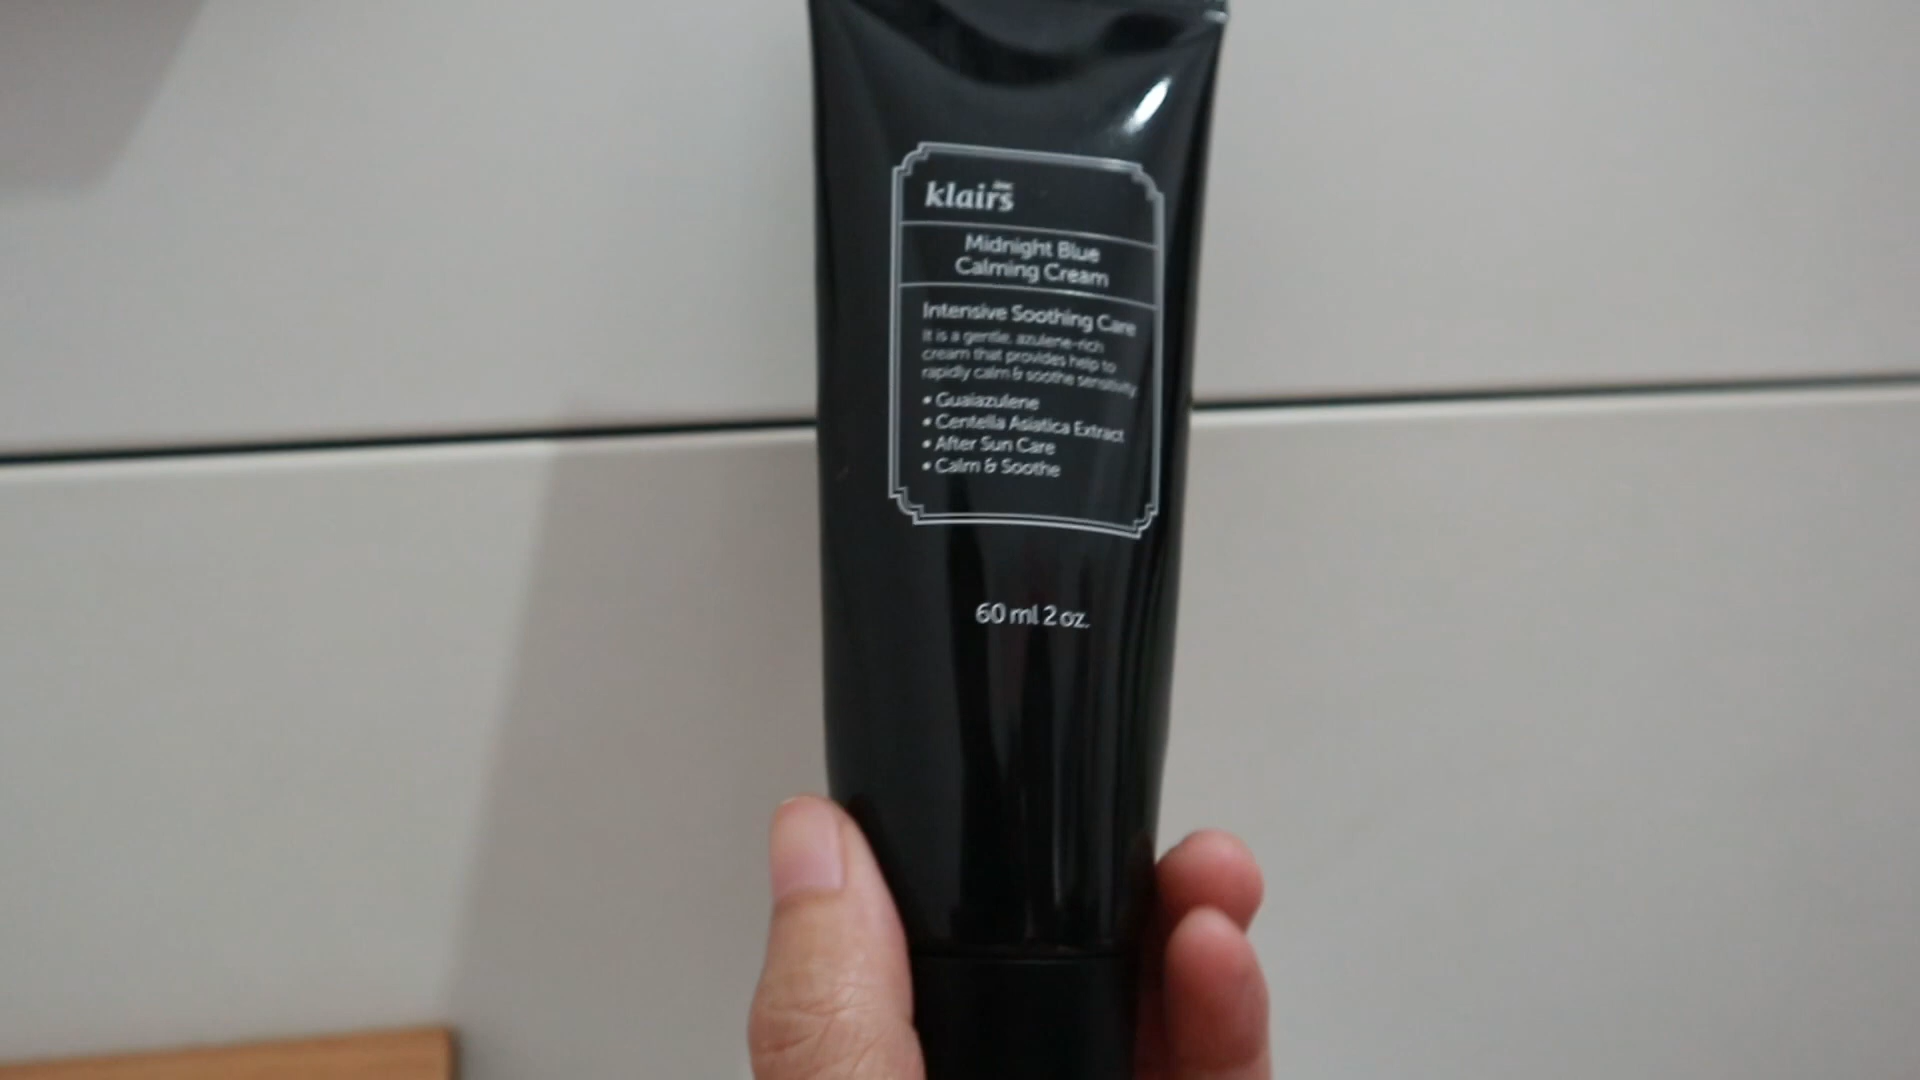 klairs
Midnight Blue
Calming Cream
Intensive Soothing Care
It is a gentle, azulene-rich
cream that provides help to
rapidly calm & soothe sensitivity
• Guaiazulene
• Centella Asiatica Extract
• After Sun Care
• Calm & Soothe
60 ml 2 oz.